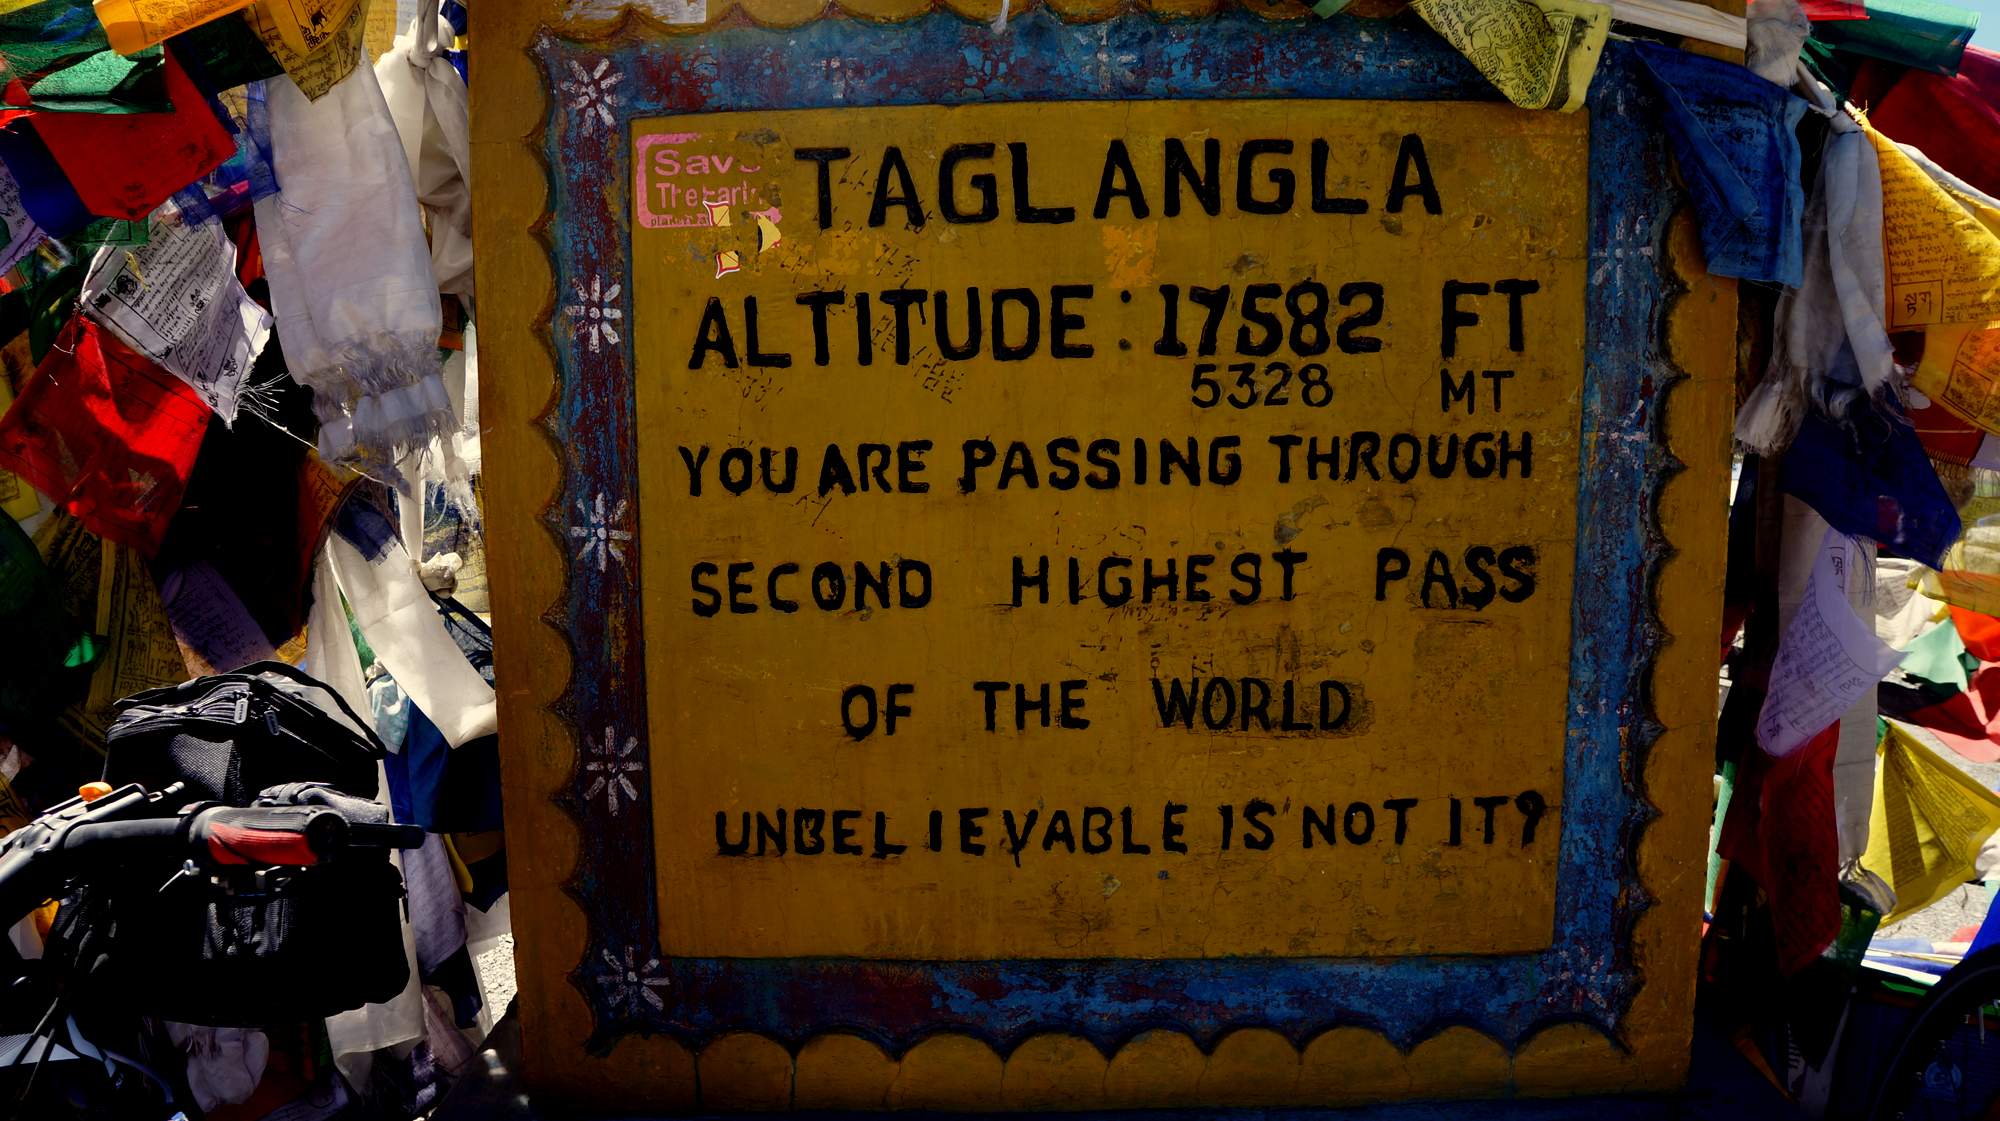 Save
TAGLANGLA
ALTITUDE: 17582 FT
5328 MT
YOU ARE PASSING THROUGH
SECOND HIGHEST PASS
OF THE WORLD
UNBELIEVABLE IS NOT IT?